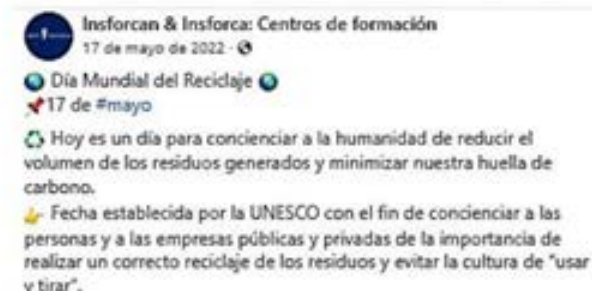 Insforcan & Insforca: Centros de formación
17 de mayo de 2022 ·
Día Mundial del Reciclaje
17 de #mayo
Hoy es un día para concienciar a la humanidad de reducir el
volumen de los residuos generados y minimizar nuestra huella de
carbono.
Fecha establecida por la UNESCO con el fin de concienciar a las
personas y a las empresas públicas y privadas de la importancia de
realizar un correcto reciclaje de los residuos y evitar la cultura de "usar
y tirar".